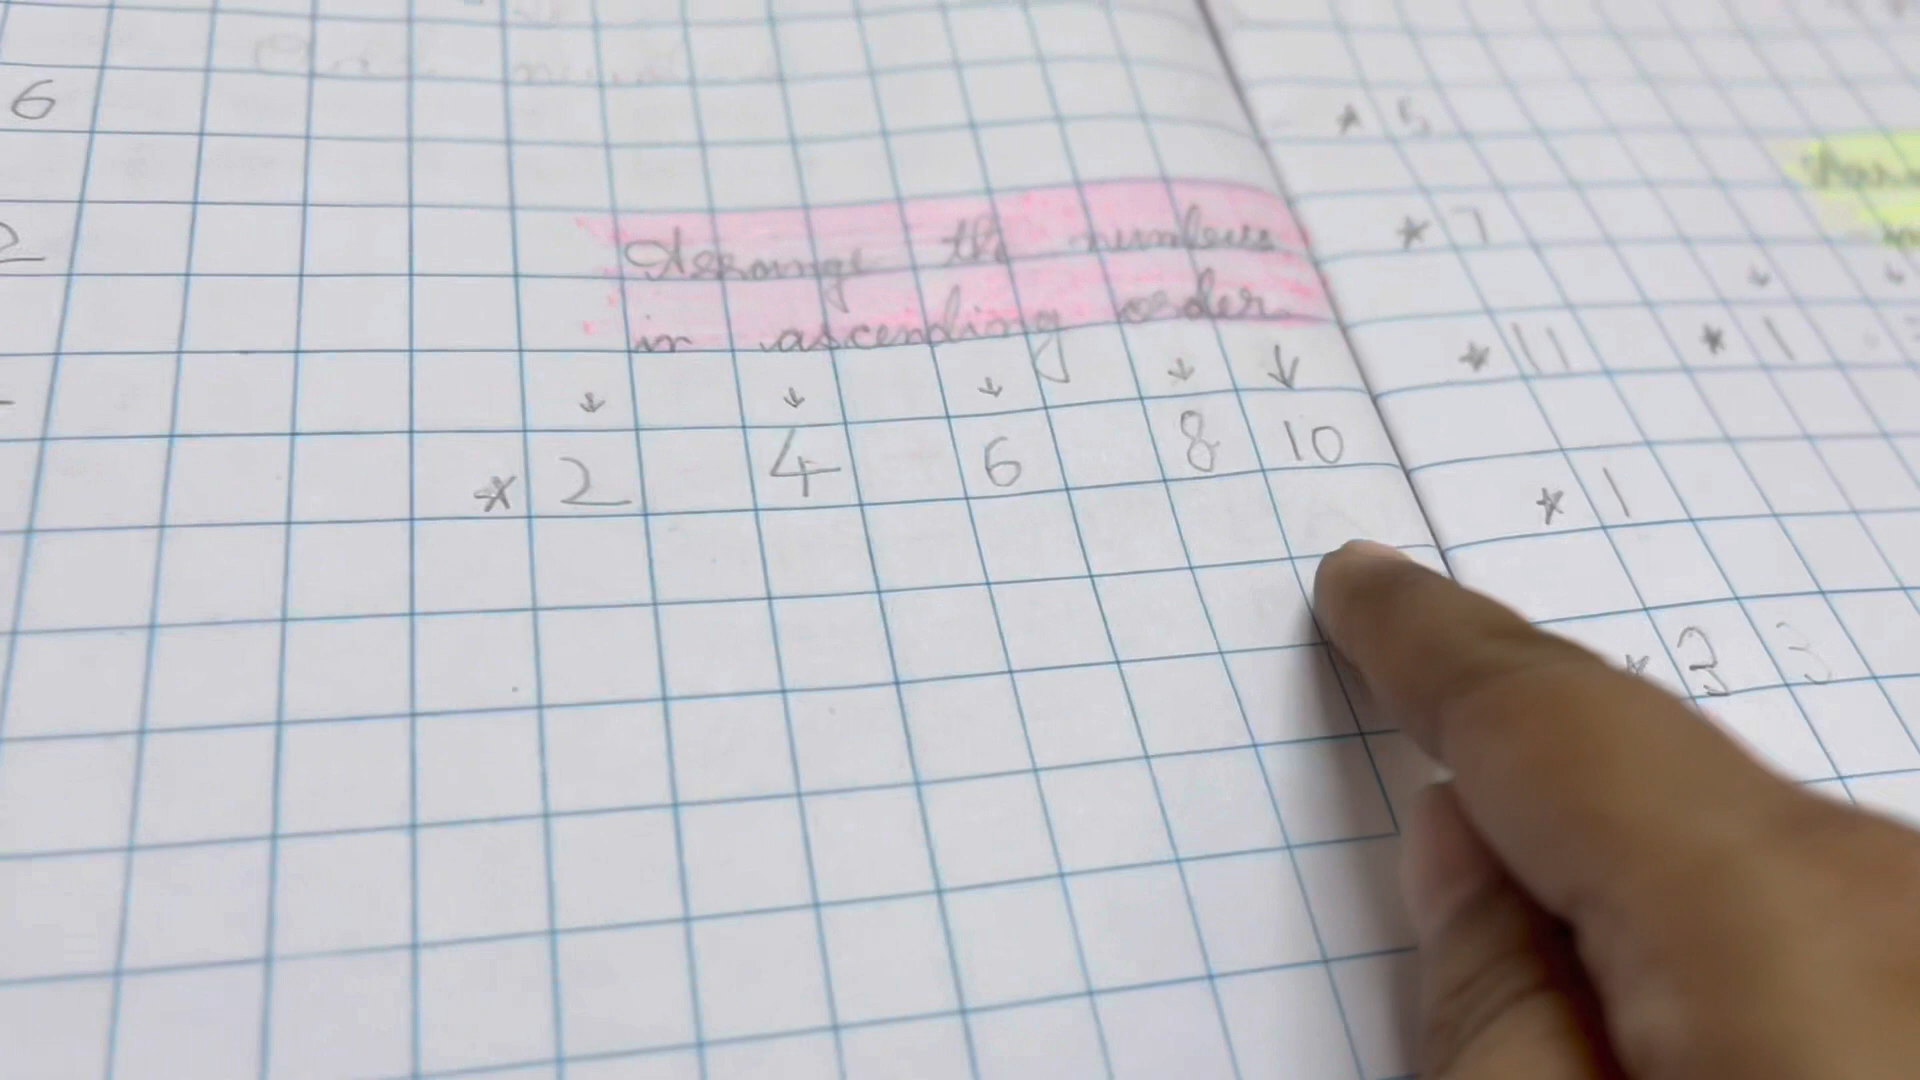 6
2
Arrange the numbers
in ascending order.
↓ ↓ ↓ ↓ ↓
* 2 4 6 8 10
* 5
* 7
* 11 * 1
* 1
* 3 3